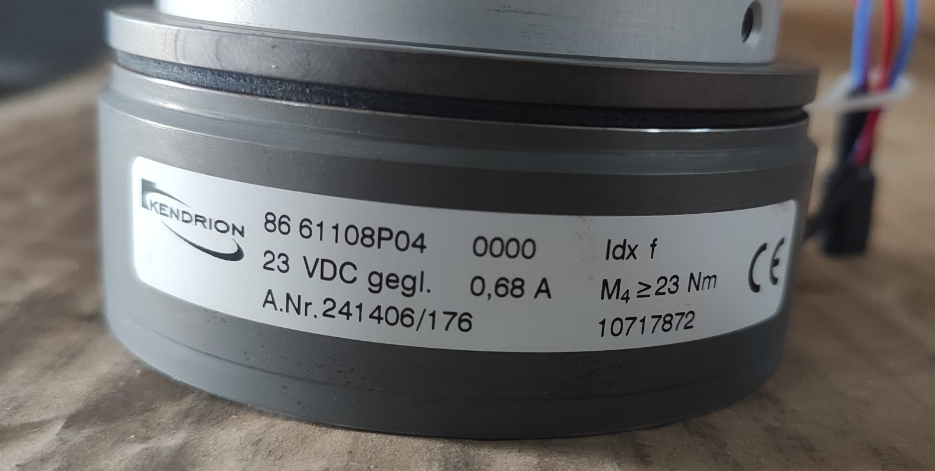 KENDRION
86 61108P04 0000 Idx f
23 VDC gegl. 0,68 A M₄ ≥ 23 Nm
A.Nr. 241406/176 10717872
CE